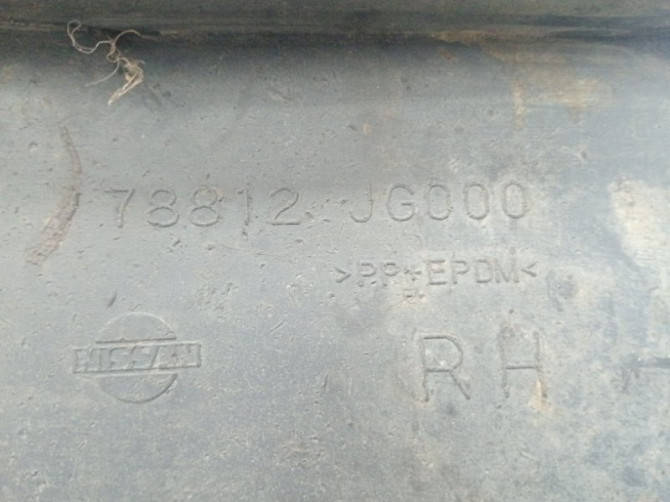 78812 JG000
>PP+EPDM<
NISSAN
RH